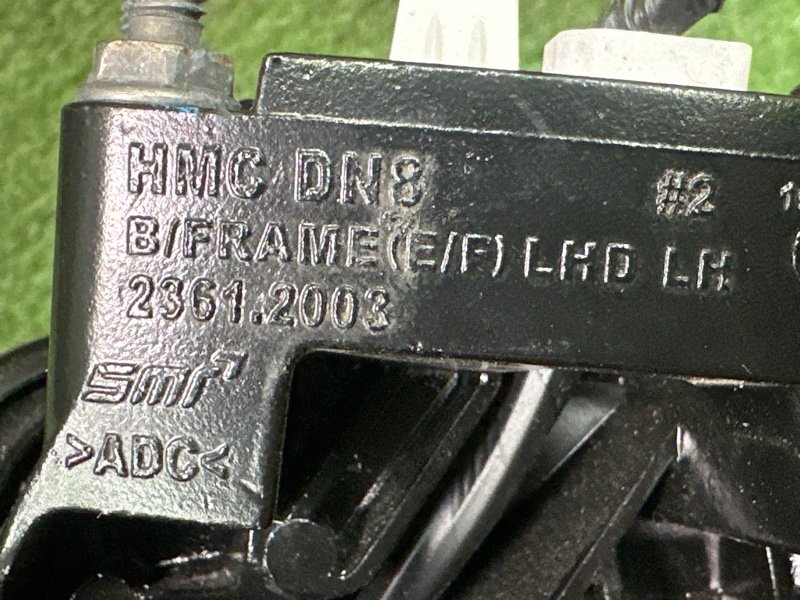 HMC DN8 #2
B/FRAME(E/F) LHD LH
2361.2003
SMR
>ADC<